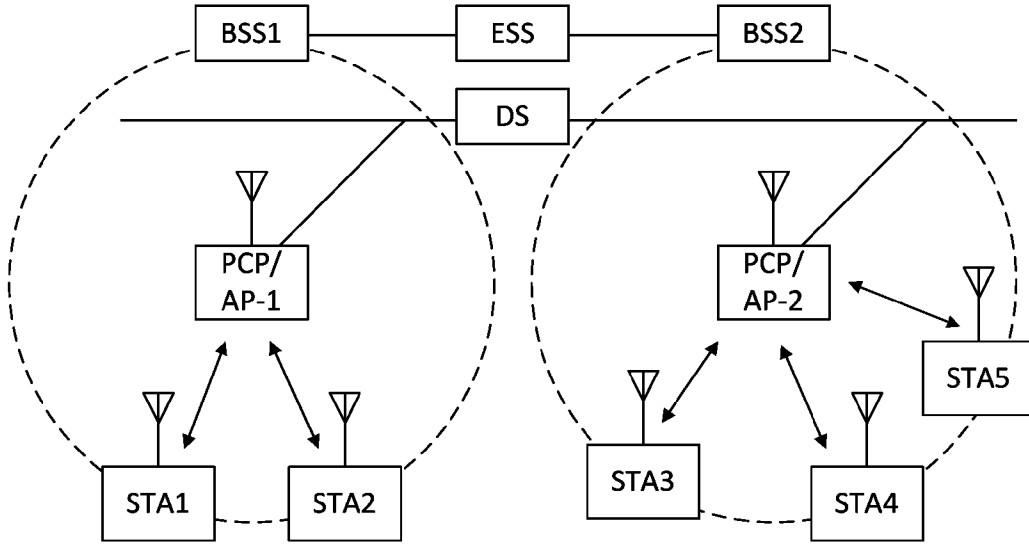 BSS1
ESS
BSS2
DS
PCP/
AP-1
PCP/
AP-2
STA5
STA3
STA1
STA2
STA4